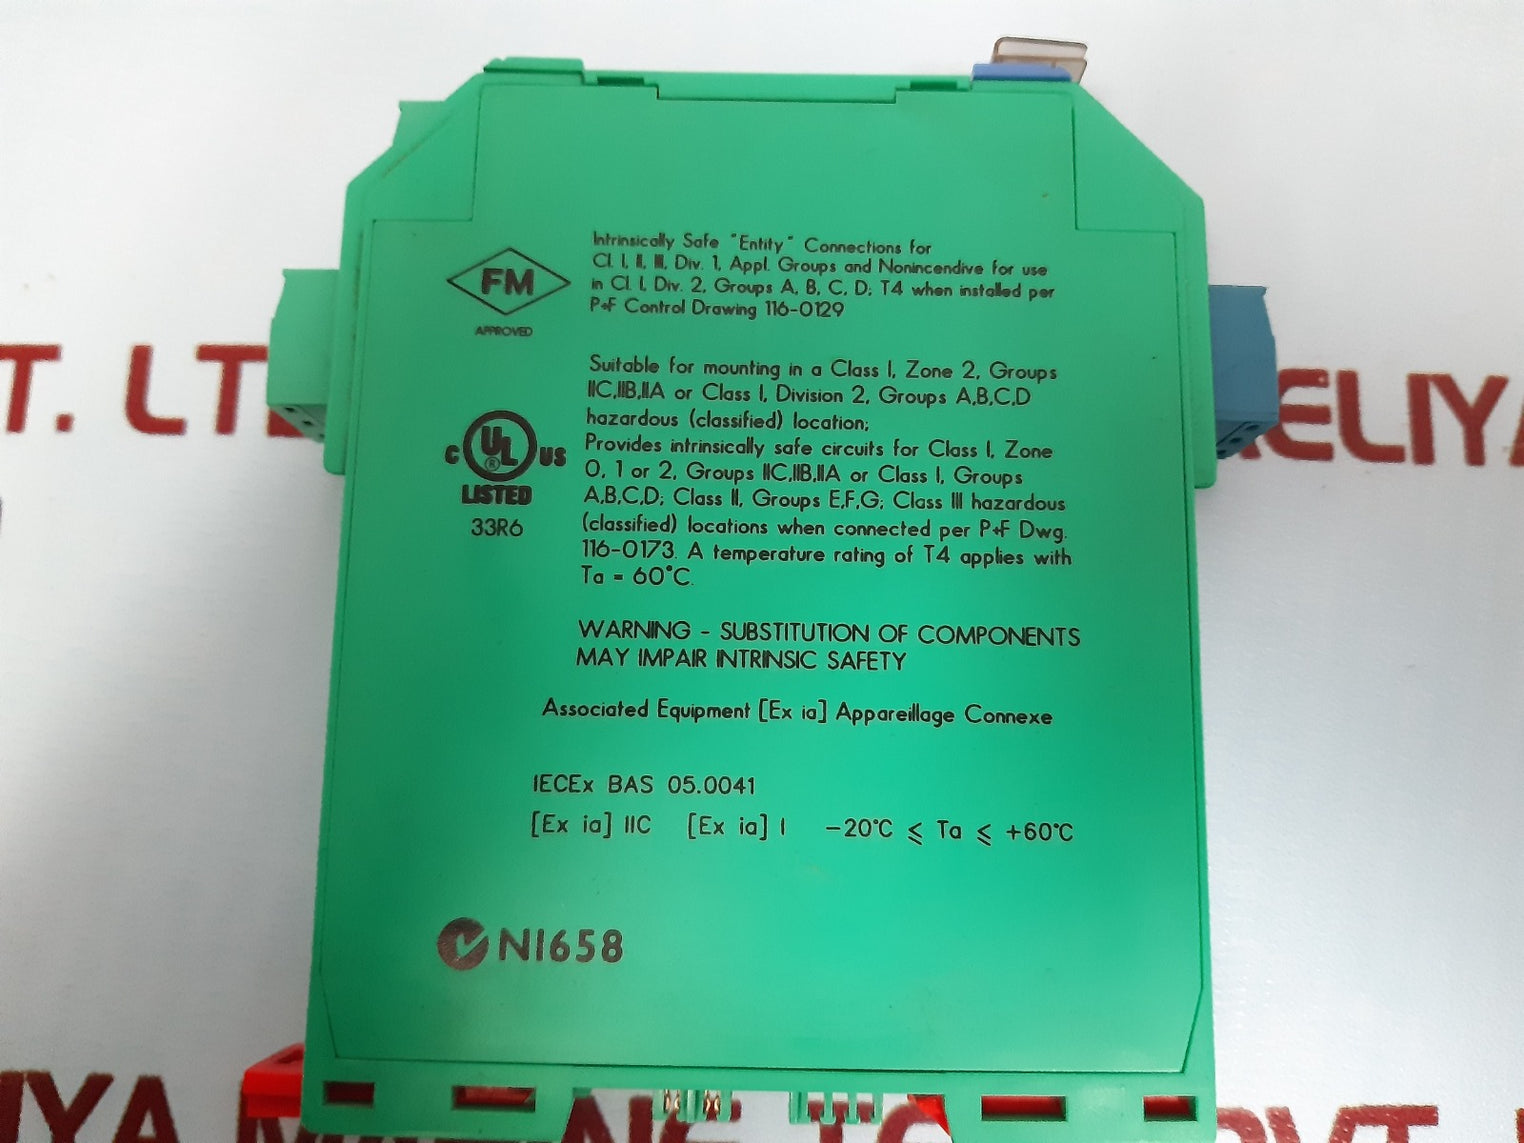 Intrinsically Safe "Entity" Connections for
Cl. I, II, III, Div. 1, Appl. Groups and Nonincendive for use
in Cl. I, Div. 2, Groups A, B, C, D; T4 when installed per
P+F Control Drawing 116-0129
FM
APPROVED
Suitable for mounting in a Class I, Zone 2, Groups
IIC,IIB,IIA or Class I, Division 2, Groups A,B,C,D
hazardous (classified) location;
Provides intrinsically safe circuits for Class I, Zone
0, 1 or 2, Groups IIC,IIB,IIA or Class I, Groups
A,B,C,D; Class II, Groups E,F,G; Class III hazardous
(classified) locations when connected per P+F Dwg.
116-0173. A temperature rating of T4 applies with
Ta = 60°C.
C UL ® US
LISTED
33R6
WARNING - SUBSTITUTION OF COMPONENTS
MAY IMPAIR INTRINSIC SAFETY
Associated Equipment [Ex ia] Appareillage Connexe
IECEx BAS 05.0041
[Ex ia] IIC [Ex ia] I -20°C ≤ Ta ≤ +60°C
N1658
T. LT
AELIYA